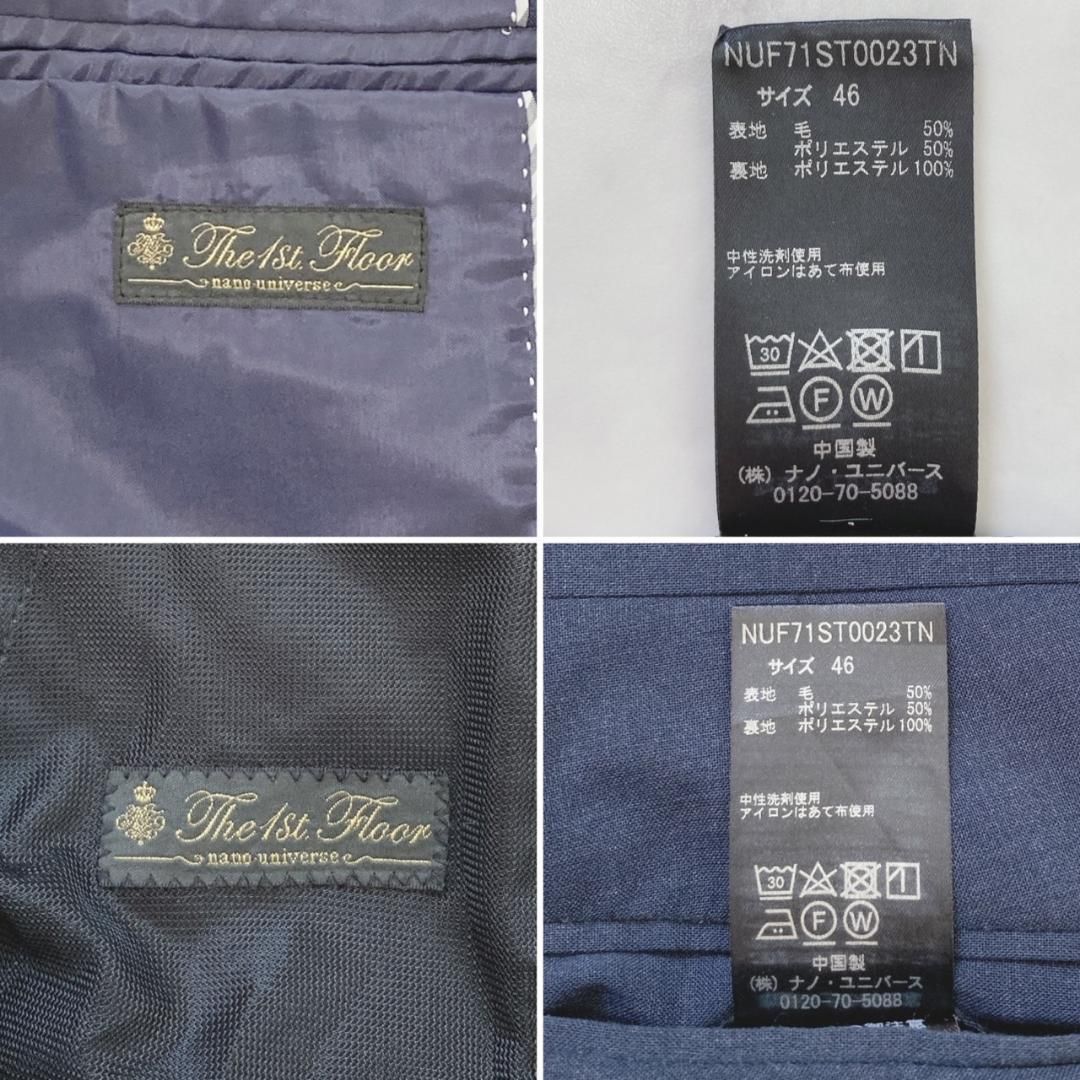 The 1st. Floor
nano·universe
NUF71ST0023TN
サイズ 46
表地 毛 50%
ポリエステル 50%
裏地 ポリエステル 100%
中性洗剤使用
アイロンはあて布使用
30
F W
中国製
(株) ナノ・ユニバース
0120-70-5088
The 1st. Floor
nano·universe
NUF71ST0023TN
サイズ 46
表地 毛 50%
ポリエステル 50%
裏地 ポリエステル 100%
中性洗剤使用
アイロンはあて布使用
30
F W
中国製
(株) ナノ・ユニバース
0120-70-5088